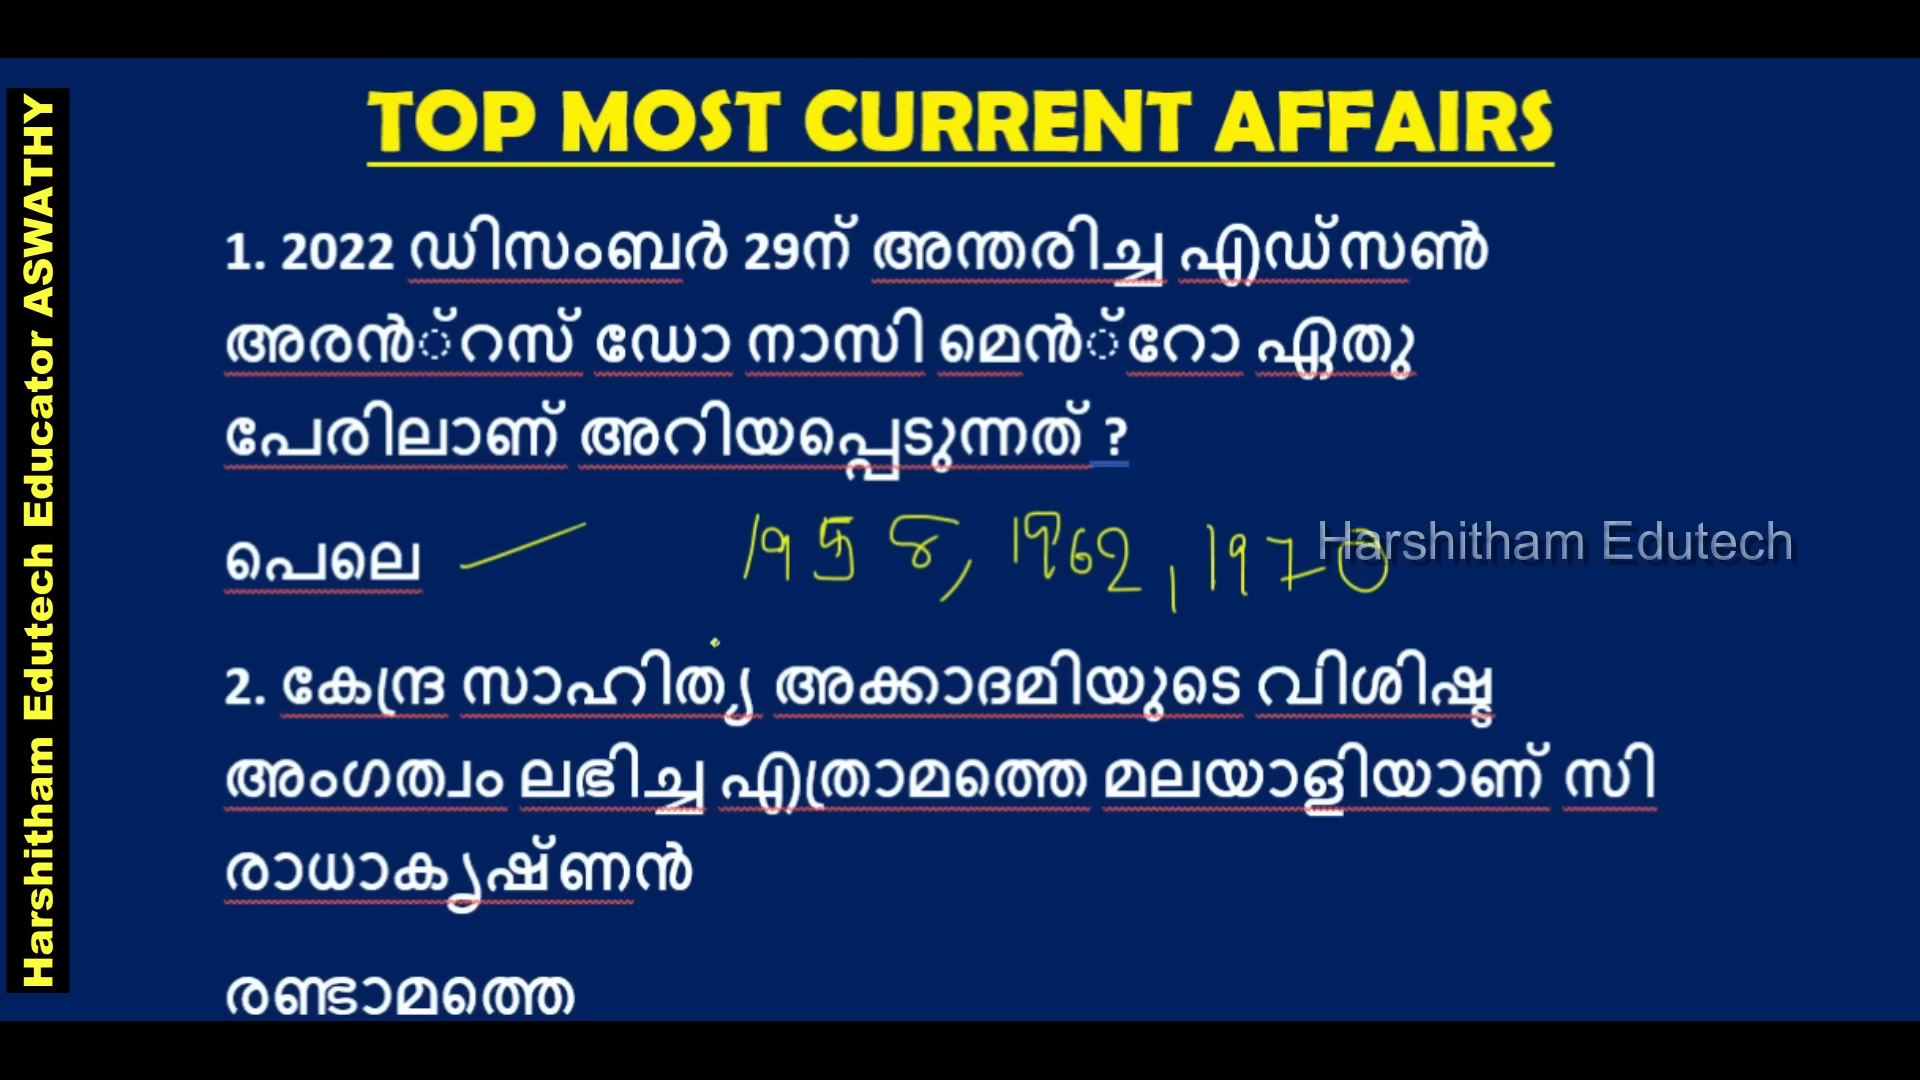 TOP MOST CURRENT AFFAIRS
1. 2022 ഡിസംബർ 29ന് അന്തരിച്ച എഡ്സൺ
അരൻ്റസ് ഡോ നാസി മെൻ്റോ ഏതു
പേരിലാണ് അറിയപ്പെടുന്നത് ?
പെലെ 1958, 1962, 1970
Harshitham Edutech
2. കേന്ദ്ര സാഹിത്യ അക്കാദമിയുടെ വിശിഷ്ട
അംഗത്വം ലഭിച്ച എത്രാമത്തെ മലയാളിയാണ് സി
രാധാകൃഷ്ണൻ
രണ്ടാമത്തെ
Harshitham Edutech Educator ASWATHY